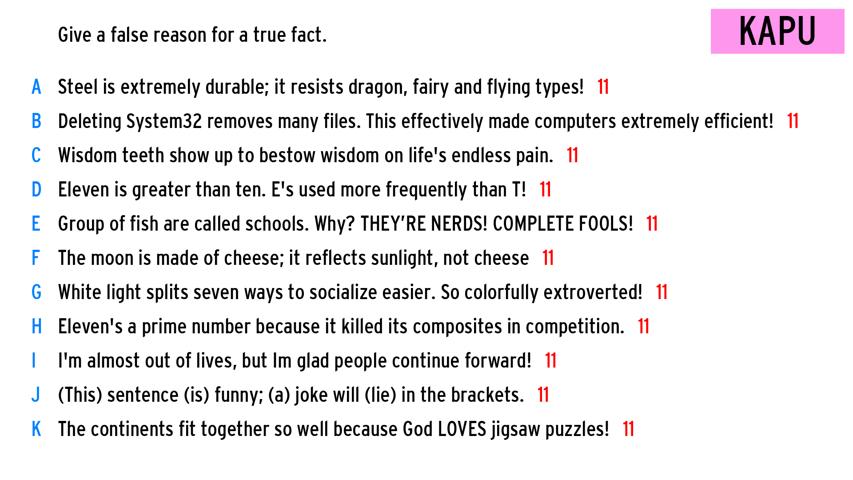 Give a false reason for a true fact.
KAPU
A Steel is extremely durable; it resists dragon, fairy and flying types! 11
B Deleting System32 removes many files. This effectively made computers extremely efficient! 11
C Wisdom teeth show up to bestow wisdom on life's endless pain. 11
D Eleven is greater than ten. E's used more frequently than T! 11
E Group of fish are called schools. Why? THEY'RE NERDS! COMPLETE FOOLS! 11
F The moon is made of cheese; it reflects sunlight, not cheese 11
G White light splits seven ways to socialize easier. So colorfully extroverted! 11
H Eleven's a prime number because it killed its composites in competition. 11
I I'm almost out of lives, but Im glad people continue forward! 11
J (This) sentence (is) funny; (a) joke will (lie) in the brackets. 11
K The continents fit together so well because God LOVES jigsaw puzzles! 11